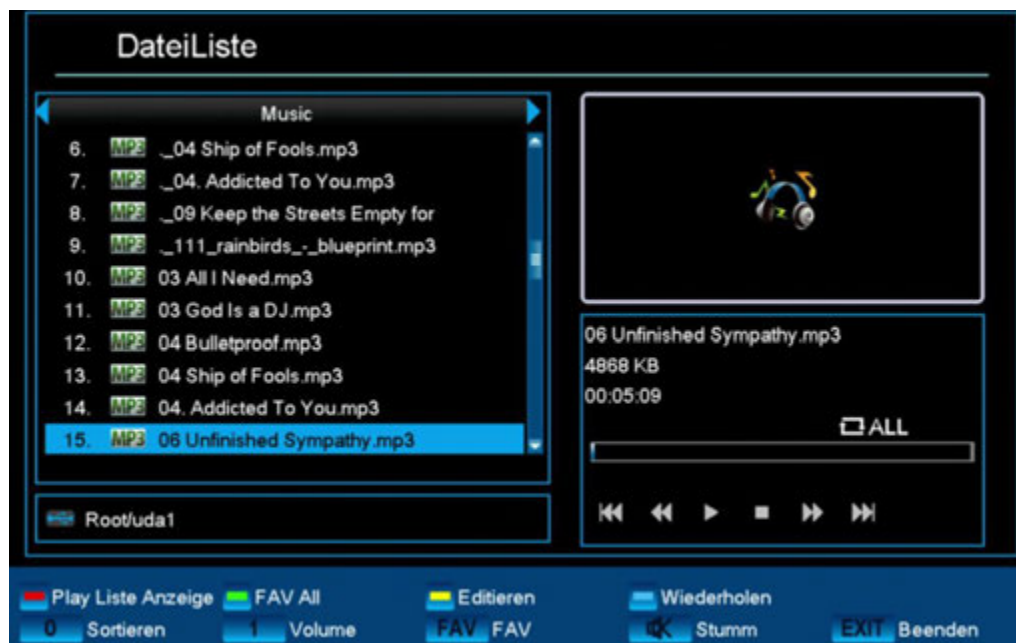 DateiListe
Music
6. MP3 ._04 Ship of Fools.mp3
7. MP3 ._04. Addicted To You.mp3
8. MP3 ._09 Keep the Streets Empty for
9. MP3 ._111_rainbirds_-_blueprint.mp3
10. MP3 03 All I Need.mp3
11. MP3 03 God Is a DJ.mp3
12. MP3 04 Bulletproof.mp3
13. MP3 04 Ship of Fools.mp3
14. MP3 04. Addicted To You.mp3
15. MP3 06 Unfinished Sympathy.mp3
Root/uda1
06 Unfinished Sympathy.mp3
4868 KB
00:05:09
ALL
Play Liste Anzeige FAV All Editieren Wiederholen
0 Sortieren 1 Volume FAV FAV Stumm EXIT Beenden